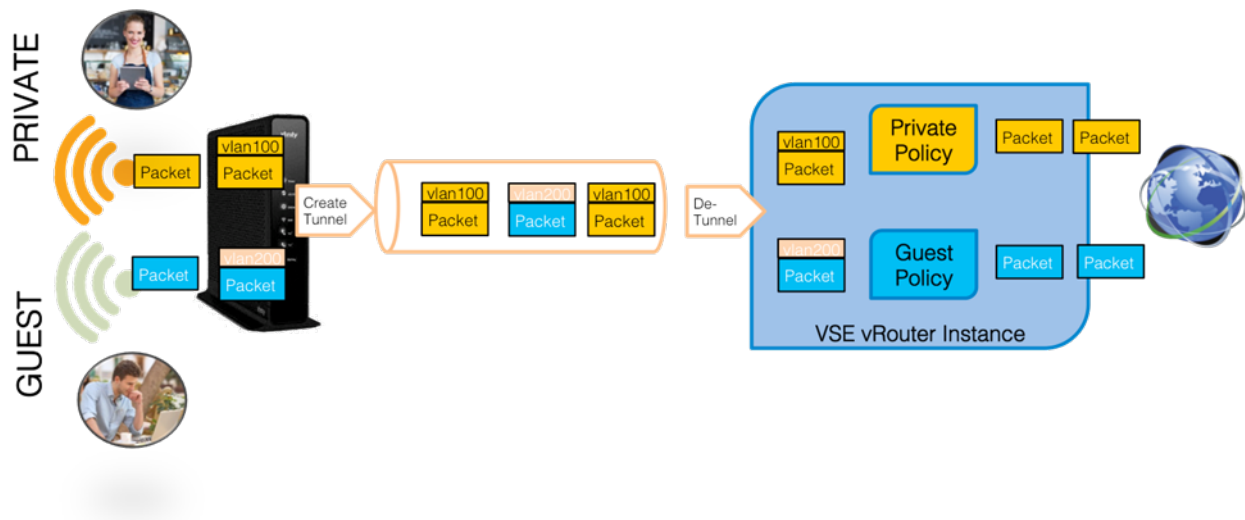 PRIVATE
Packet
vlan100
Packet
xfinity
Create
Tunnel
vlan100
Packet
vlan200
Packet
vlan100
Packet
De-
Tunnel
vlan100
Packet
Private
Policy
Packet
Packet
GUEST
Packet
vlan200
Packet
vlan200
Packet
Guest
Policy
Packet
Packet
VSE vRouter Instance